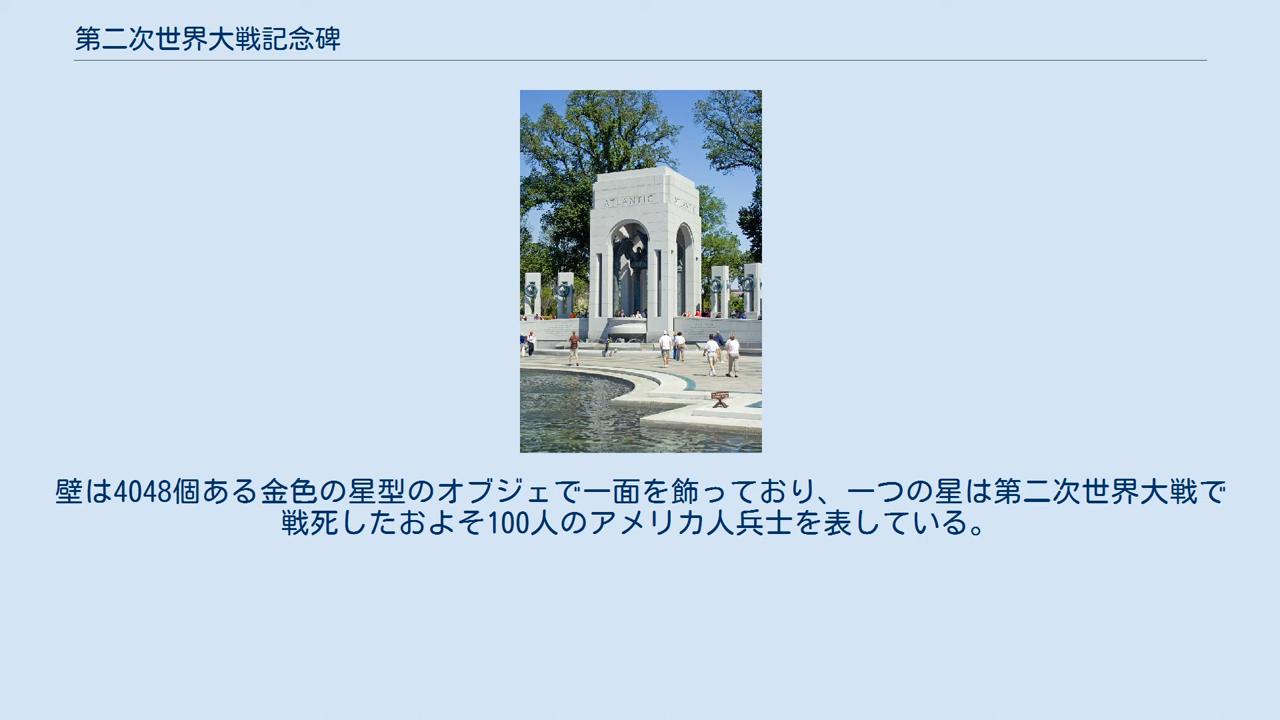 第二次世界大戦記念碑
ATLANTIC
壁は4048個ある金色の星型のオブジェで一面を飾っており、一つの星は第二次世界大戦で
戦死したおよそ100人のアメリカ人兵士を表している。